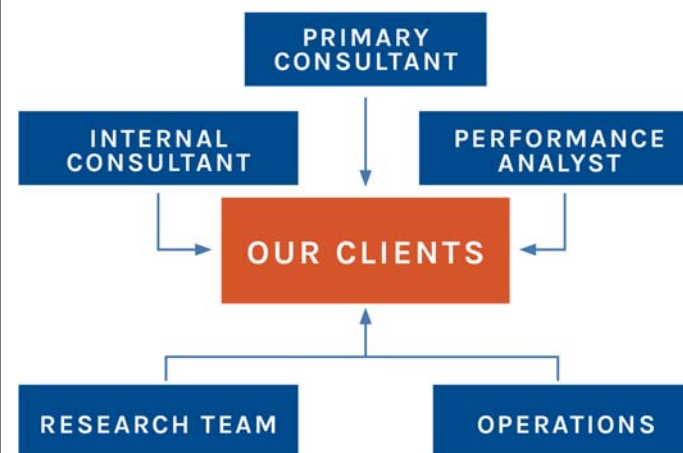 PRIMARY
CONSULTANT
INTERNAL
CONSULTANT
PERFORMANCE
ANALYST
OUR CLIENTS
RESEARCH TEAM
OPERATIONS